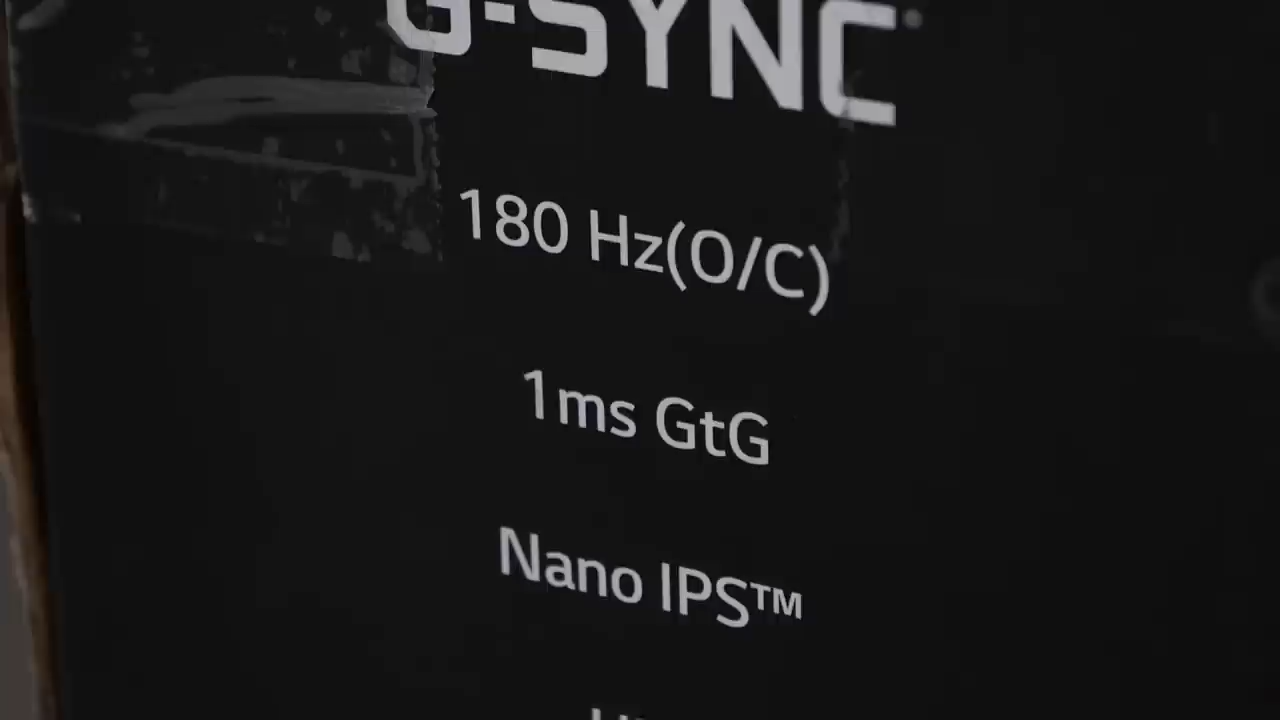 G-SYNC
180 Hz(O/C)
1ms GtG
Nano IPS™